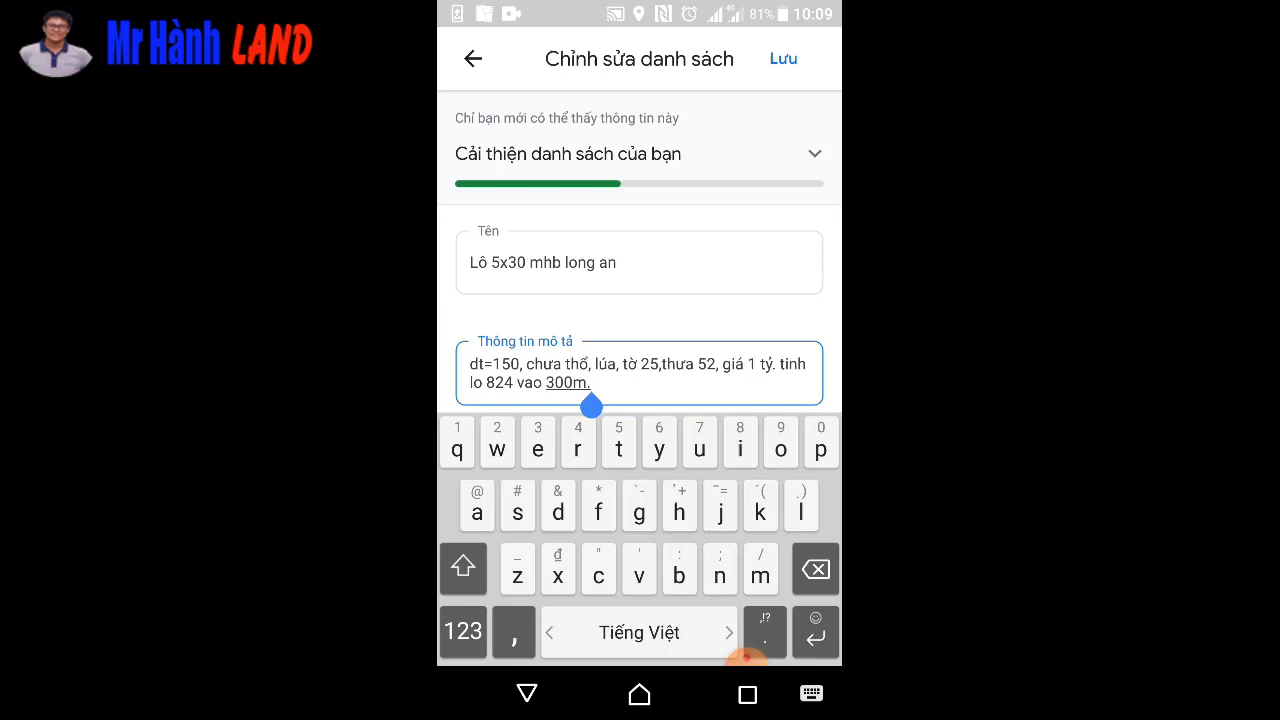 Mr Hành LAND
4G 81% 10:09
Chỉnh sửa danh sách
Lưu
Chỉ bạn mới có thể thấy thông tin này
Cải thiện danh sách của bạn
Tên
Lô 5x30 mhb long an
Thông tin mô tả
dt=150, chưa thổ, lúa, tờ 25,thưa 52, giá 1 tỷ. tinh
lo 824 vao 300m.
1 2 3 4 5 6 7 8 9 0
q w e r t y u i o p
@ # & * `- ̉+ ~= ´( .)
a s d f g h j k l
_ ₫ " ' : ; /
z x c v b n m
123 , < Tiếng Việt > ,!? .